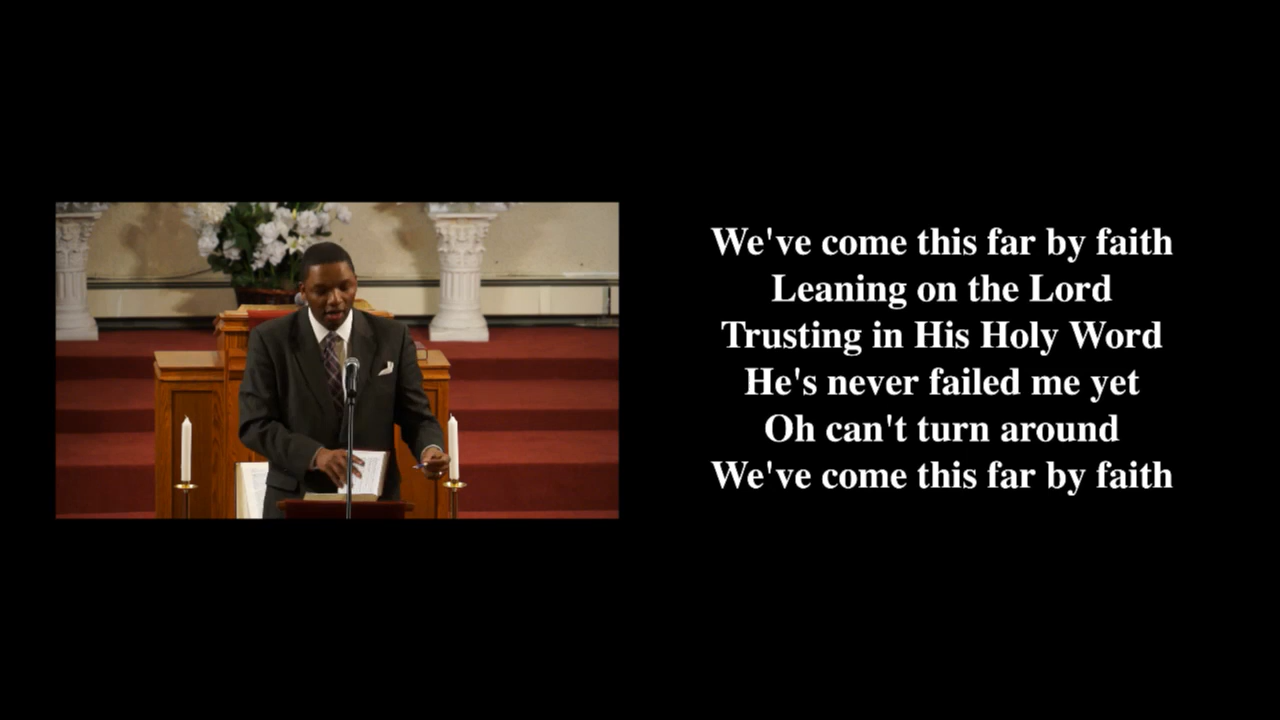 We've come this far by faith
Leaning on the Lord
Trusting in His Holy Word
He's never failed me yet
Oh can't turn around
We've come this far by faith